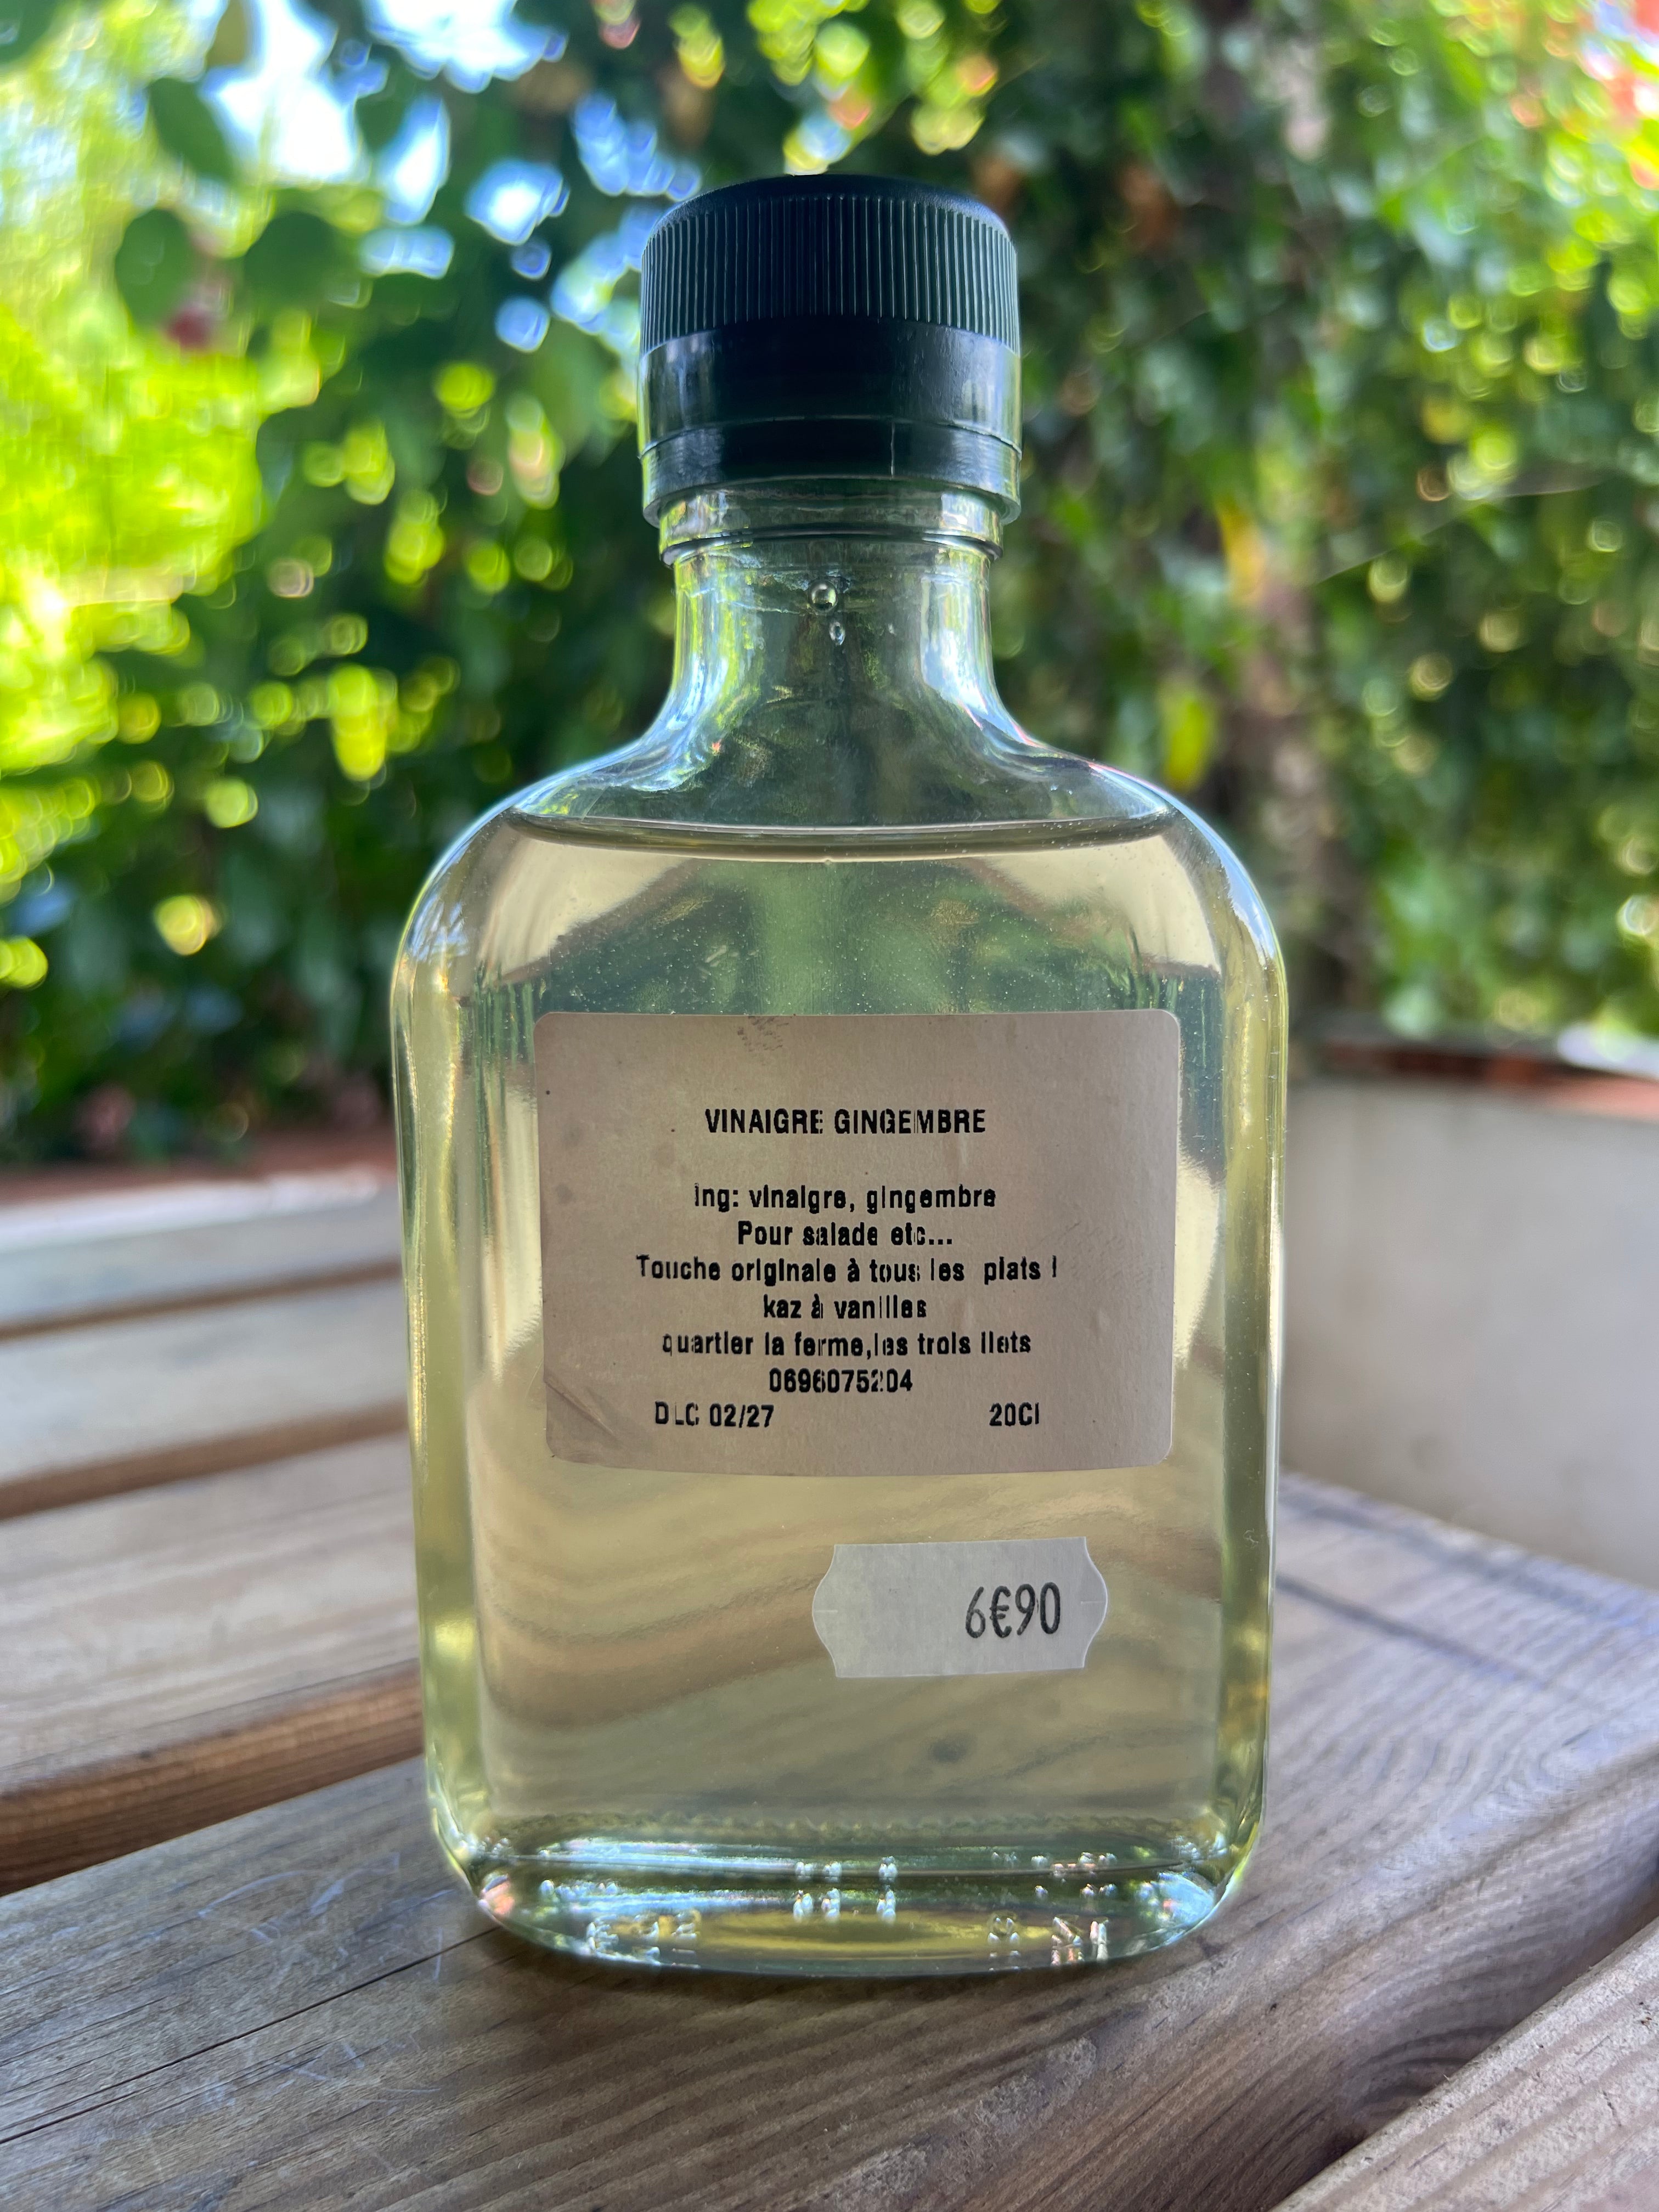 VINAIGRE GINGEMBRE
ing: vinaigre, gingembre
Pour salade etc...
Touche originale à tous les plats !
kaz à vanilles
quartier la ferme,les trois ilets
0696075204
DLC 02/27 20Cl
6€90